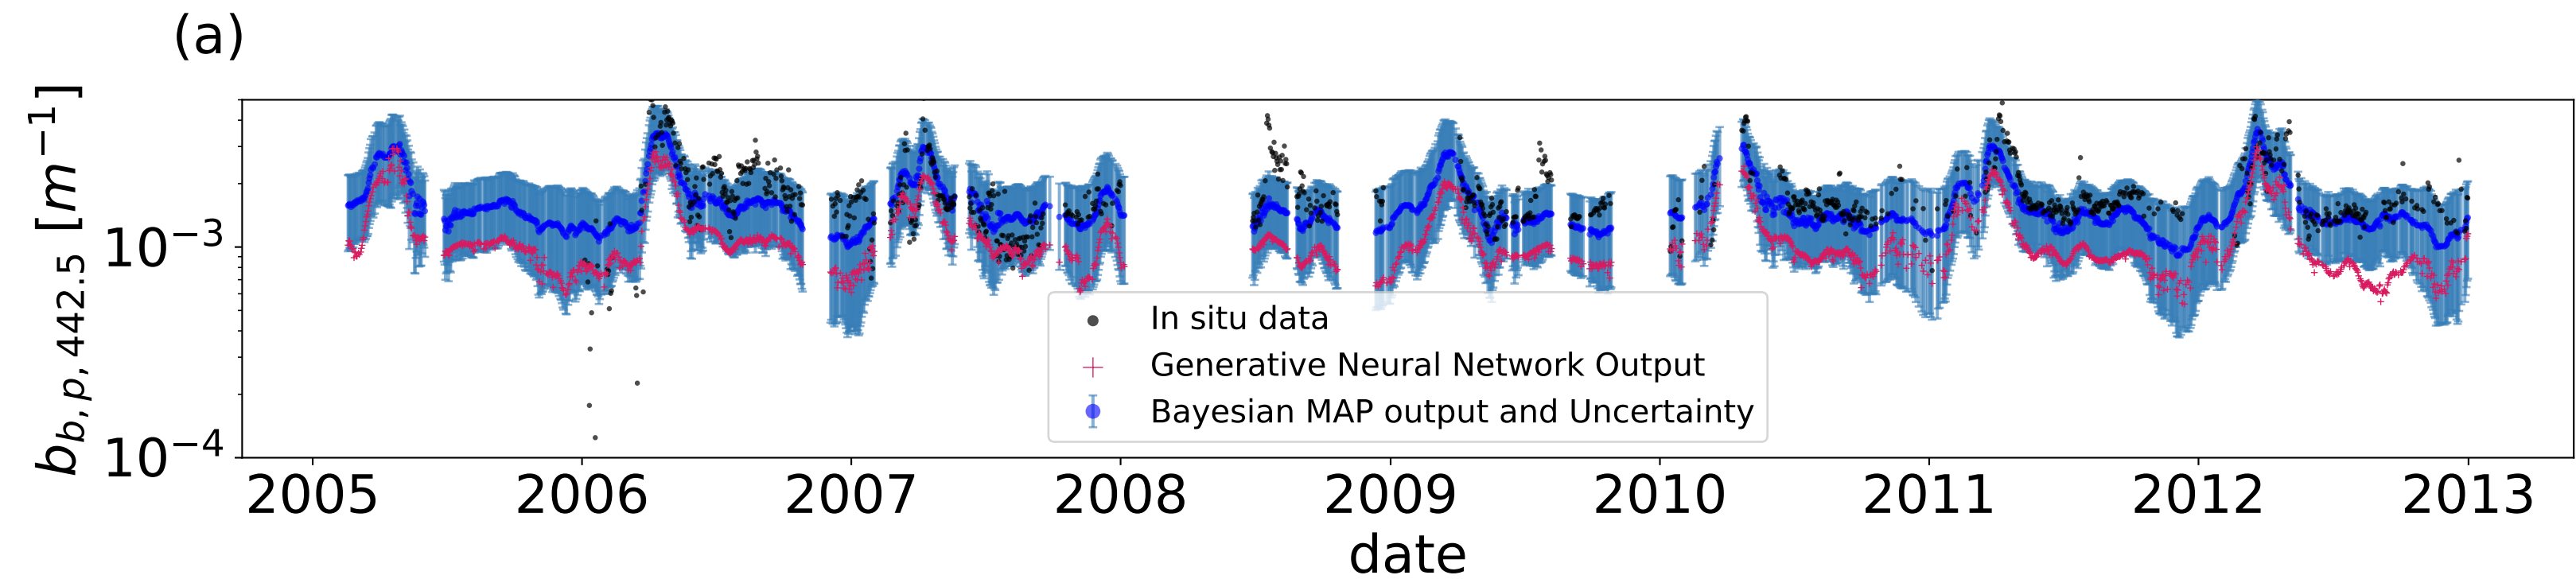 (a)
b_{b, p, 442.5} [m^{-1}]
10^{-3}
10^{-4}
In situ data
Generative Neural Network Output
Bayesian MAP output and Uncertainty
2005 2006 2007 2008 2009 2010 2011 2012 2013
date